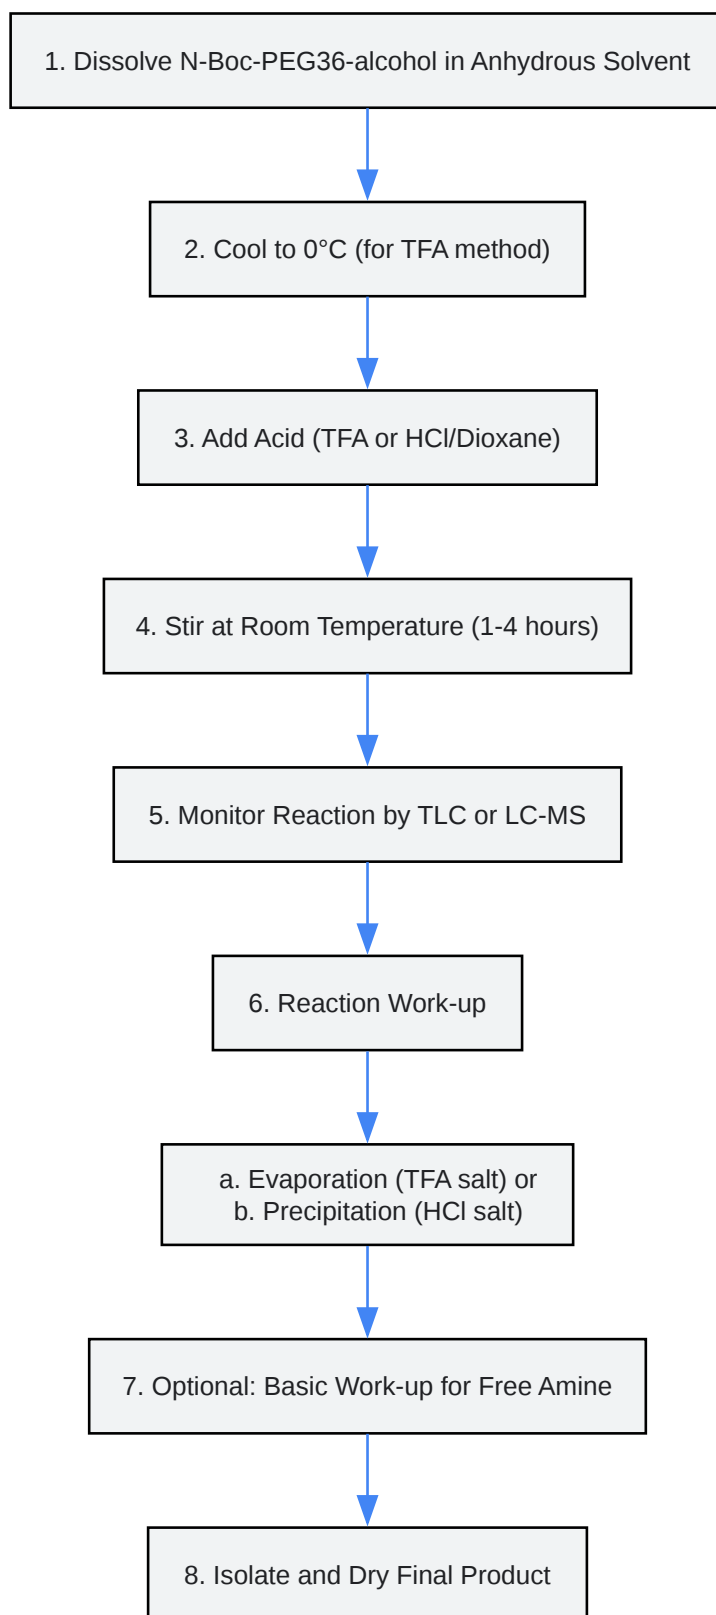 1. Dissolve N-Boc-PEG36-alcohol in Anhydrous Solvent
2. Cool to 0°C (for TFA method)
3. Add Acid (TFA or HCl/Dioxane)
4. Stir at Room Temperature (1-4 hours)
5. Monitor Reaction by TLC or LC-MS
6. Reaction Work-up
a. Evaporation (TFA salt) or
b. Precipitation (HCl salt)
7. Optional: Basic Work-up for Free Amine
8. Isolate and Dry Final Product